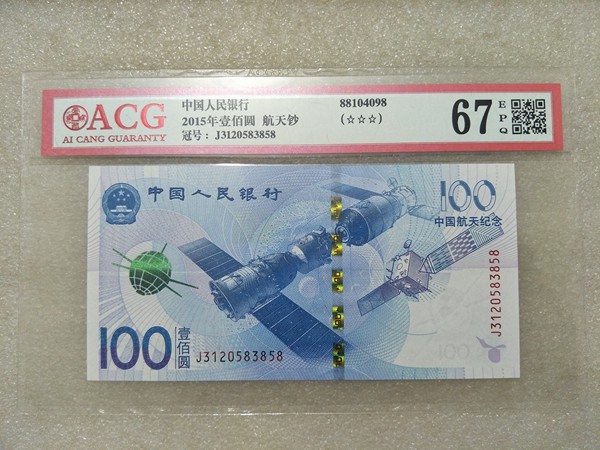 ACG
AI CANG GUARANTY
中国人民银行
2015年壹佰圆 航天钞
冠号: J3120583858
88104098
(☆☆☆)
67
EPQ
中国人民银行
100
中国航天纪念
J3120583858
100
壹佰圆
J3120583858
100